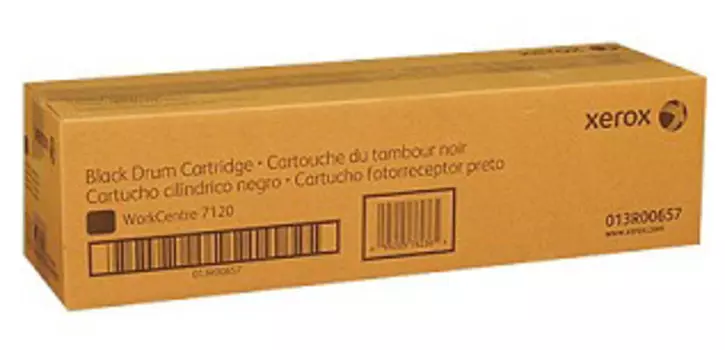 xerox
Black Drum Cartridge • Cartouche du tambour noir
Cartucho cilíndrico negro • Cartucho fotorreceptor preto
WorkCentre 7120
013R00657
013R00657
www.xerox.com